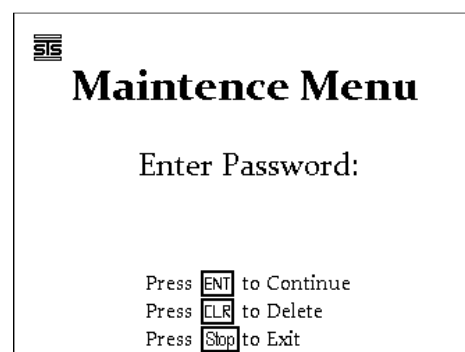 STS
Maintence Menu
Enter Password:
Press ENT to Continue
Press CLR to Delete
Press Stop to Exit